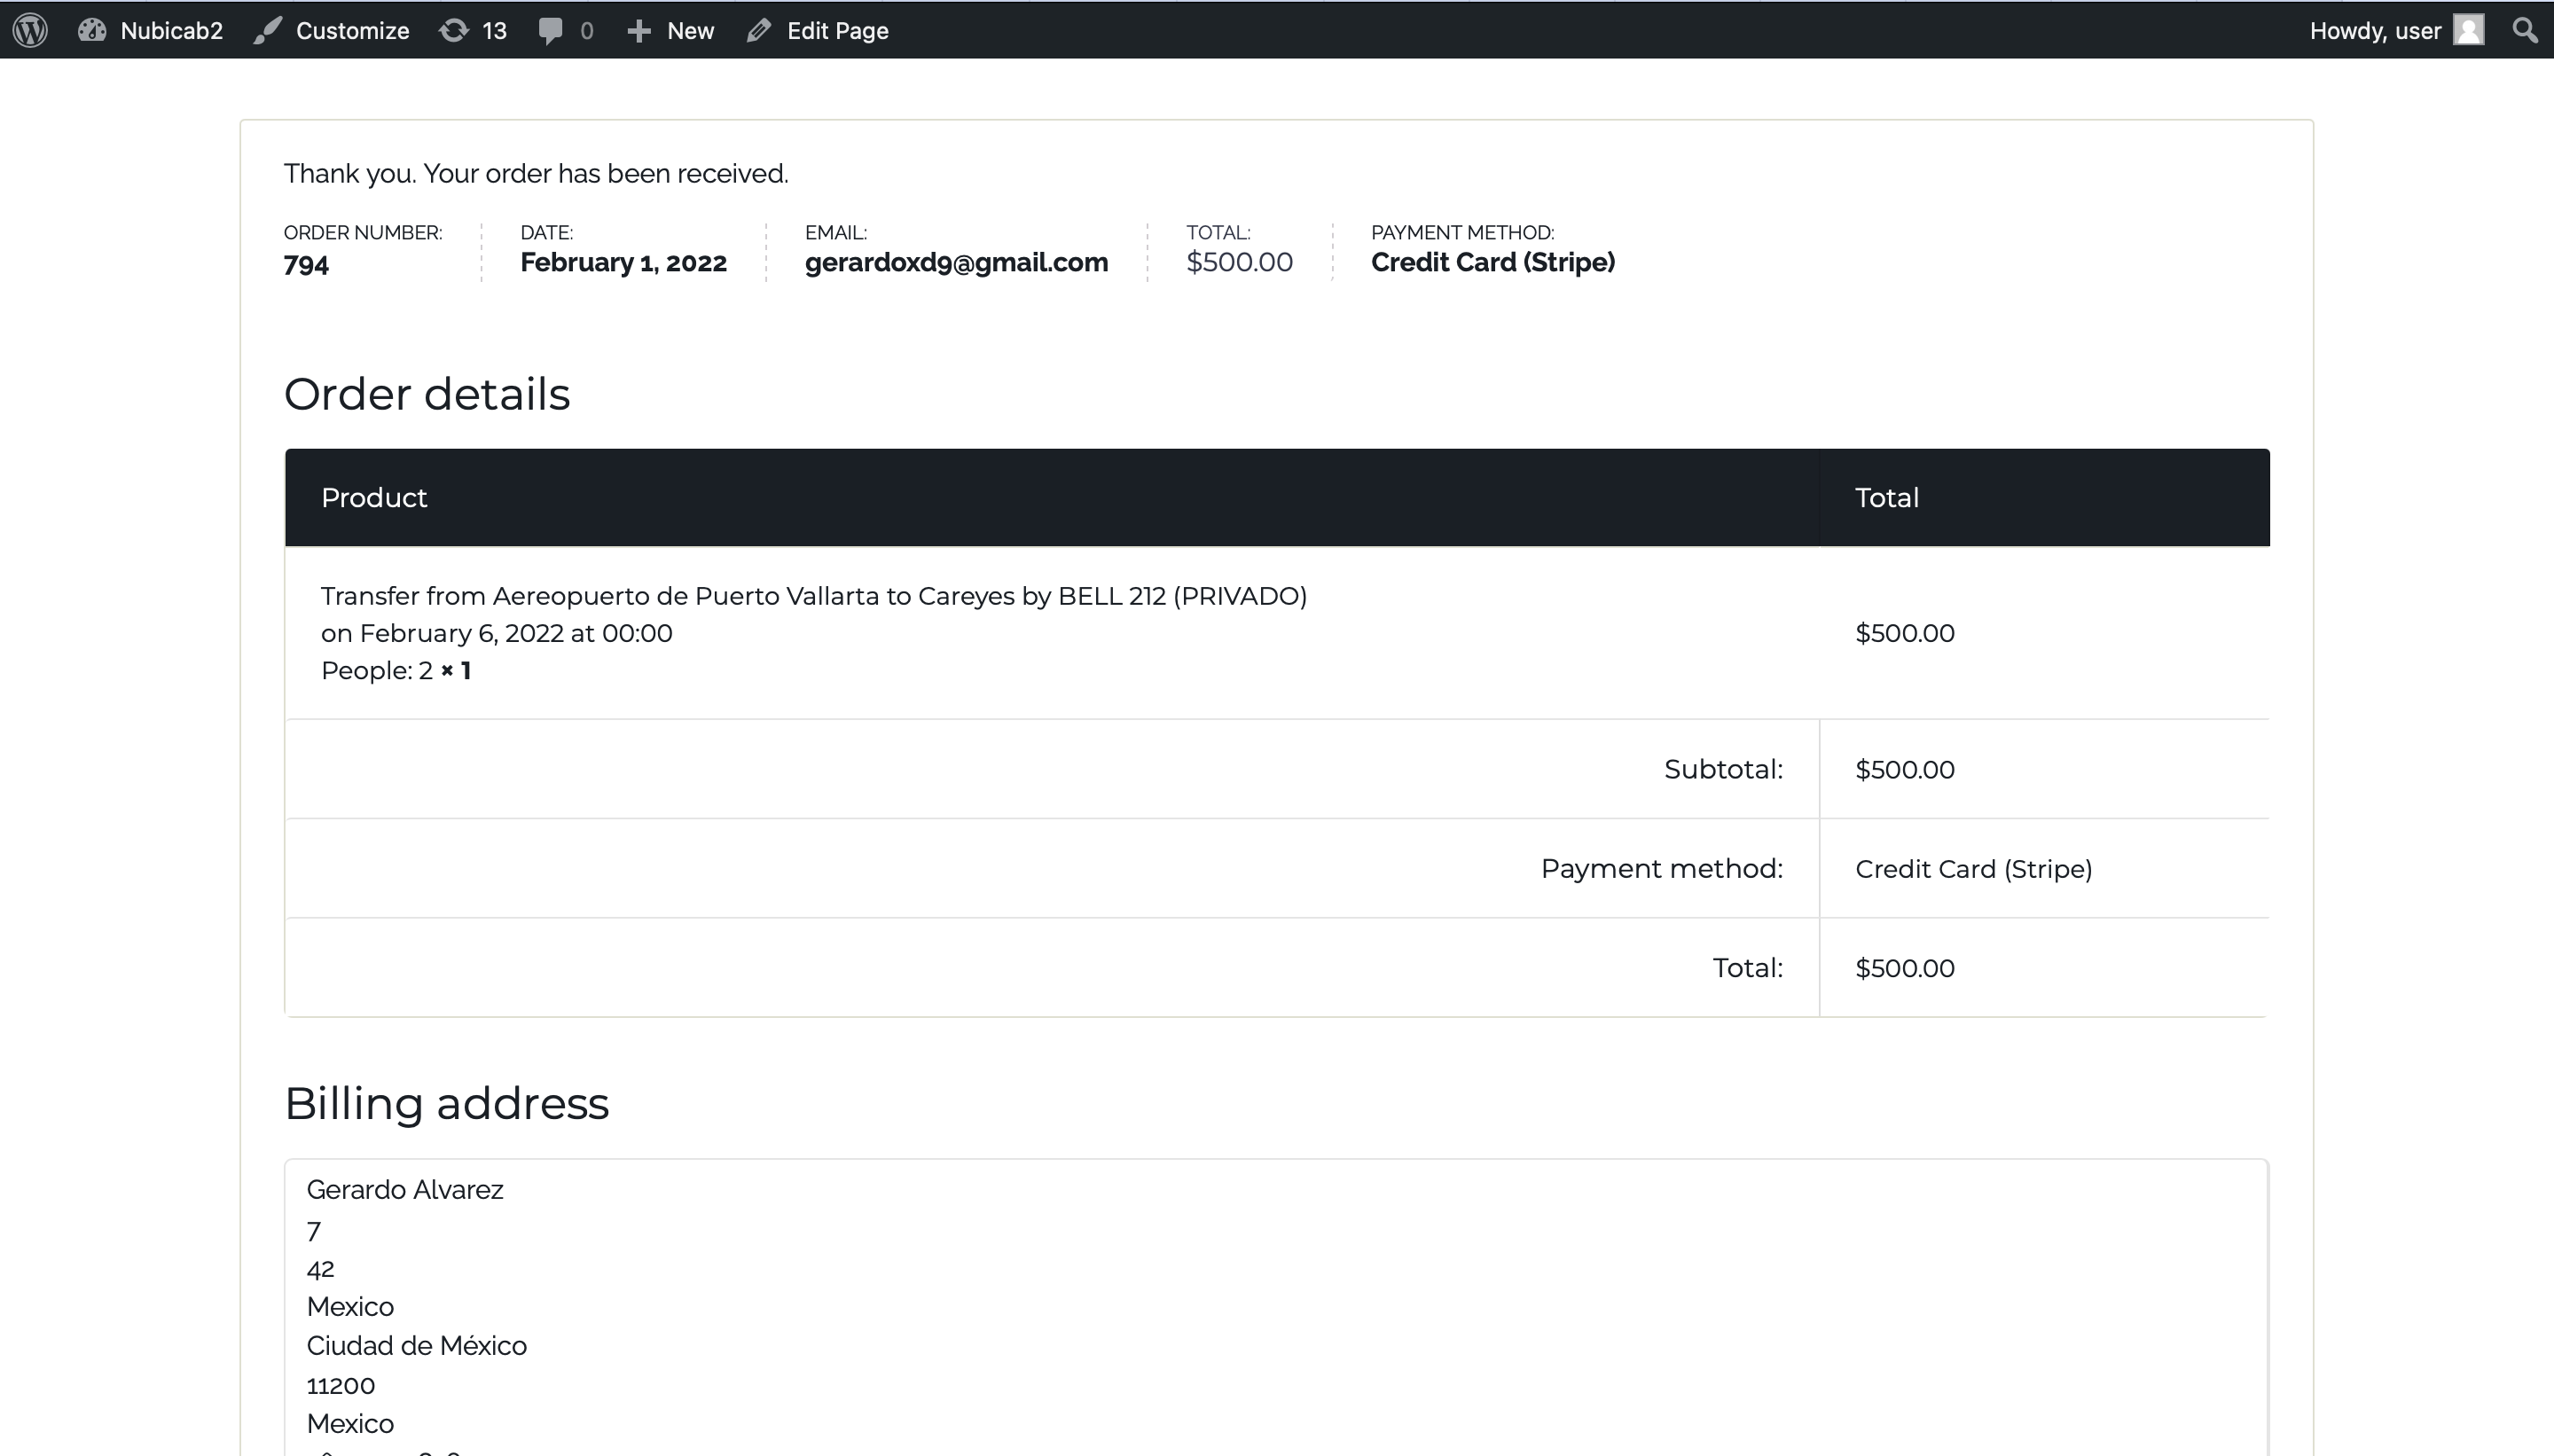 Nubicab2 Customize 13 0 New Edit Page Howdy, user
Thank you. Your order has been received.
ORDER NUMBER: DATE: EMAIL: TOTAL: PAYMENT METHOD:
794 February 1, 2022 gerardoxd9@gmail.com $500.00 Credit Card (Stripe)
Order details
Product Total
Transfer from Aereopuerto de Puerto Vallarta to Careyes by BELL 212 (PRIVADO)
on February 6, 2022 at 00:00 $500.00
People: 2 × 1
Subtotal: $500.00
Payment method: Credit Card (Stripe)
Total: $500.00
Billing address
Gerardo Alvarez
7
42
Mexico
Ciudad de México
11200
Mexico